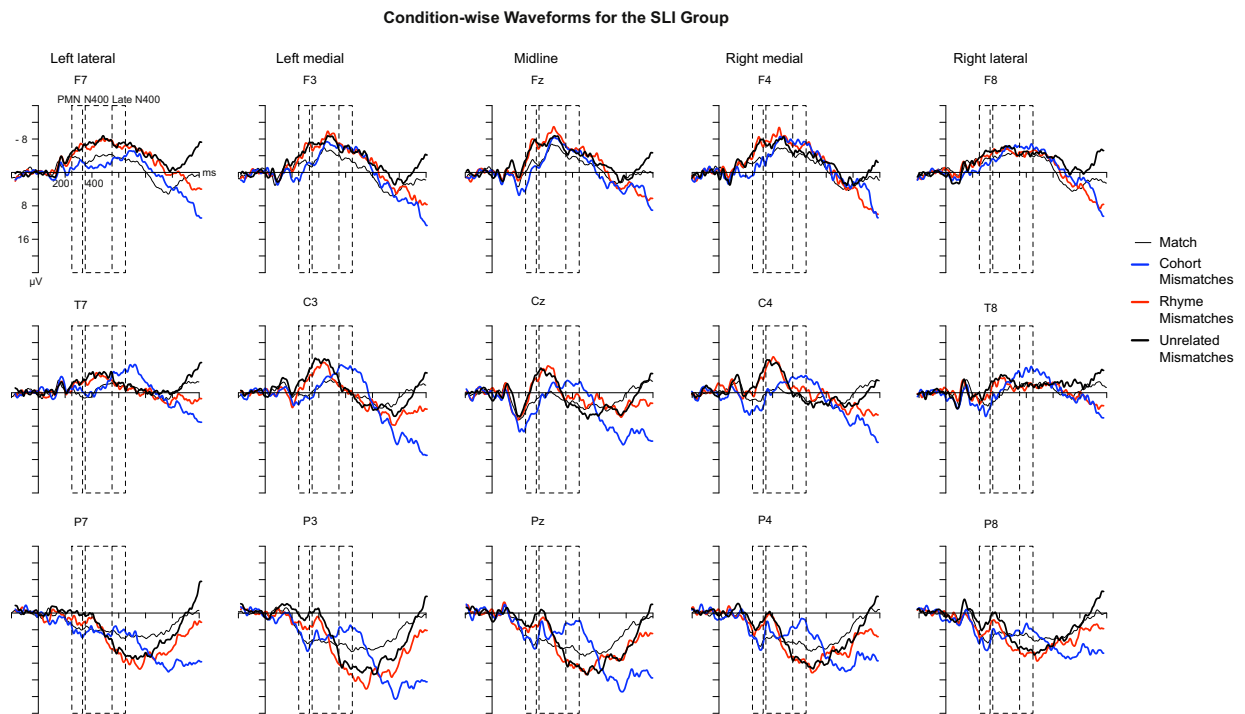 Condition-wise Waveforms for the SLI Group
Left lateral
Left medial
Midline
Right medial
Right lateral
F7
F3
Fz
F4
F8
PMN N400 Late N400
- 8
ms
200
400
8
16
µV
Match
Cohort
Mismatches
Rhyme
Mismatches
Unrelated
Mismatches
T7
C3
Cz
C4
T8
P7
P3
Pz
P4
P8